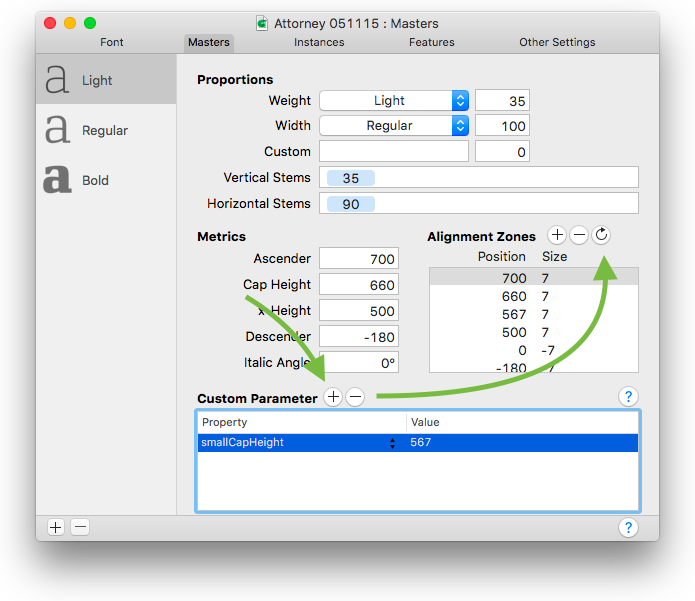 Attorney 051115 : Masters
Font Masters Instances Features Other Settings
a Light
a Regular
a Bold
Proportions
Weight Light 35
Width Regular 100
Custom 0
Vertical Stems 35
Horizontal Stems 90
Metrics
Ascender 700
Cap Height 660
x-Height 500
Descender -180
Italic Angle 0°
Alignment Zones
Position Size
700 7
660 7
567 7
500 7
0 -7
-180 -7
Custom Parameter
?
Property Value
smallCapHeight 567
?